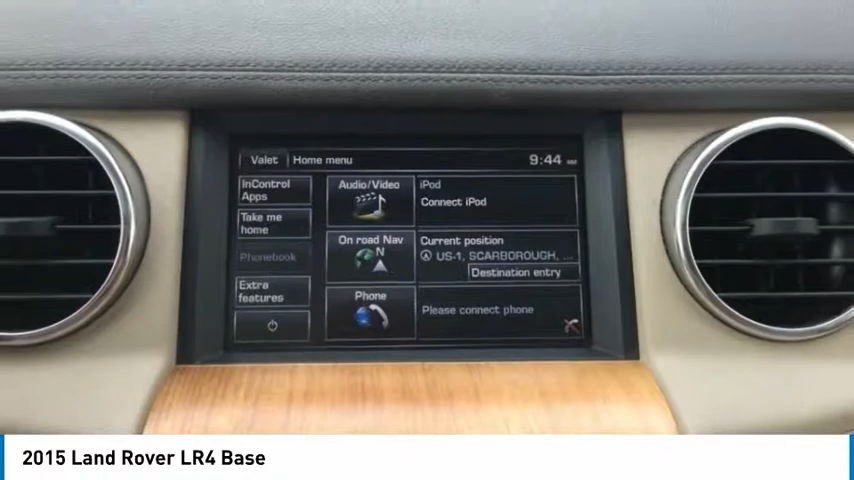 Valet
Home menu
9:44 AM
InControl
Apps
Take me
home
Phonebook
Extra
features
Audio/Video
iPod
Connect iPod
On road Nav
N
Current position
US-1, SCARBOROUGH, ...
Destination entry
Phone
Please connect phone
2015 Land Rover LR4 Base